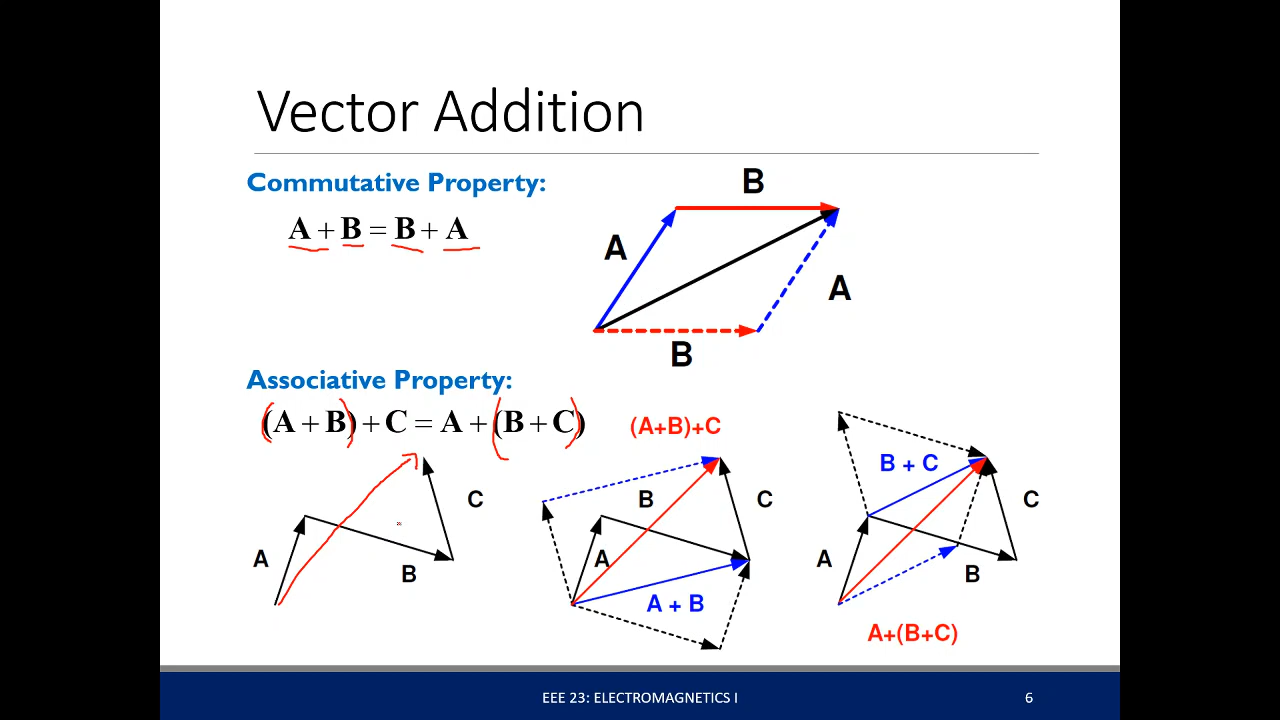 Vector Addition
Commutative Property:
A + B = B + A
B
A
A
B
Associative Property:
(A + B) + C = A + (B + C)
(A+B)+C
A
B
C
B
C
A
A + B
B + C
C
A
B
A+(B+C)
EEE 23: ELECTROMAGNETICS I
6